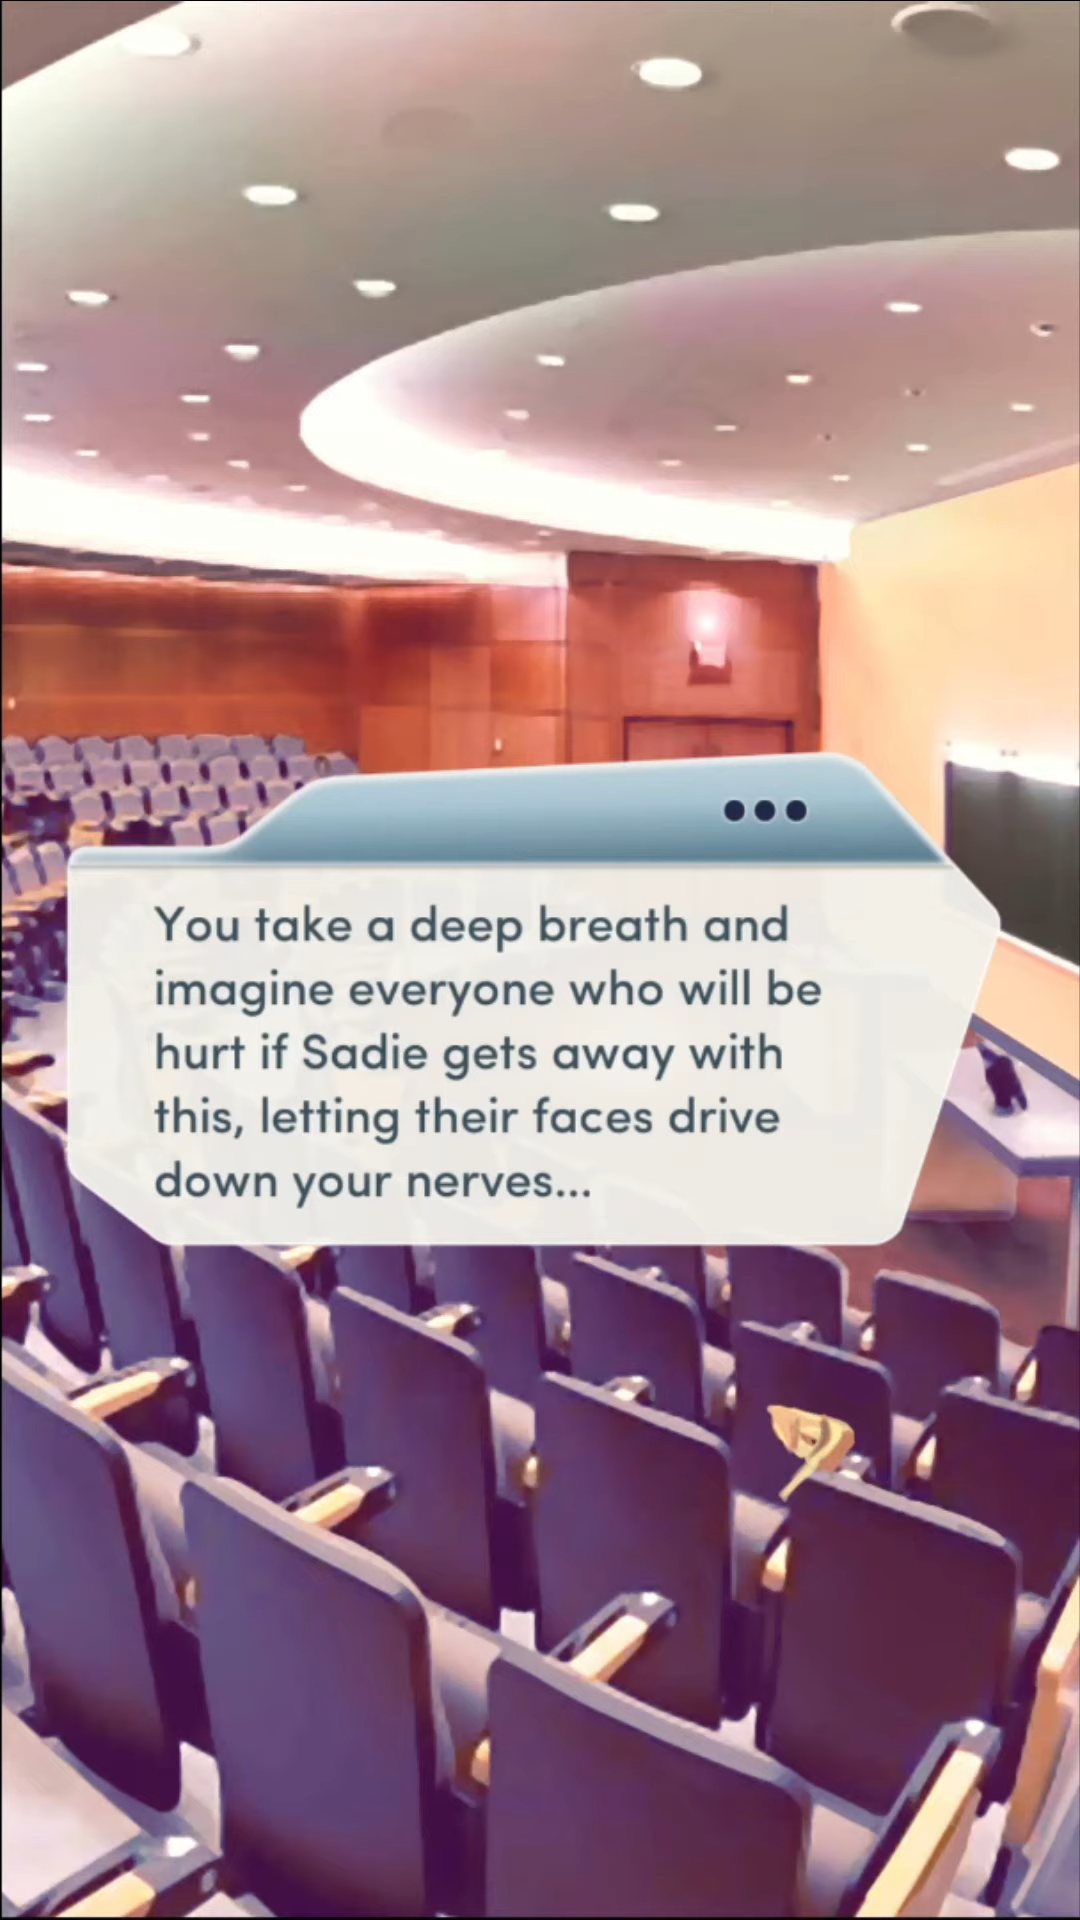 You take a deep breath and
imagine everyone who will be
hurt if Sadie gets away with
this, letting their faces drive
down your nerves...